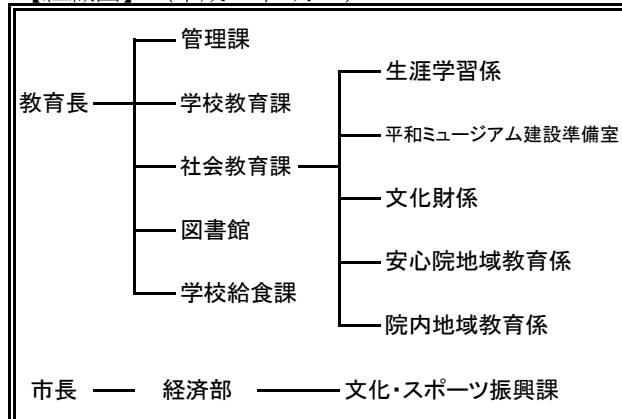 管理課
生涯学習係
教育長
学校教育課
平和ミュージアム建設準備室
社会教育課
文化財係
図書館
安心院地域教育係
学校給食課
院内地域教育係
市長 経済部 文化・スポーツ振興課